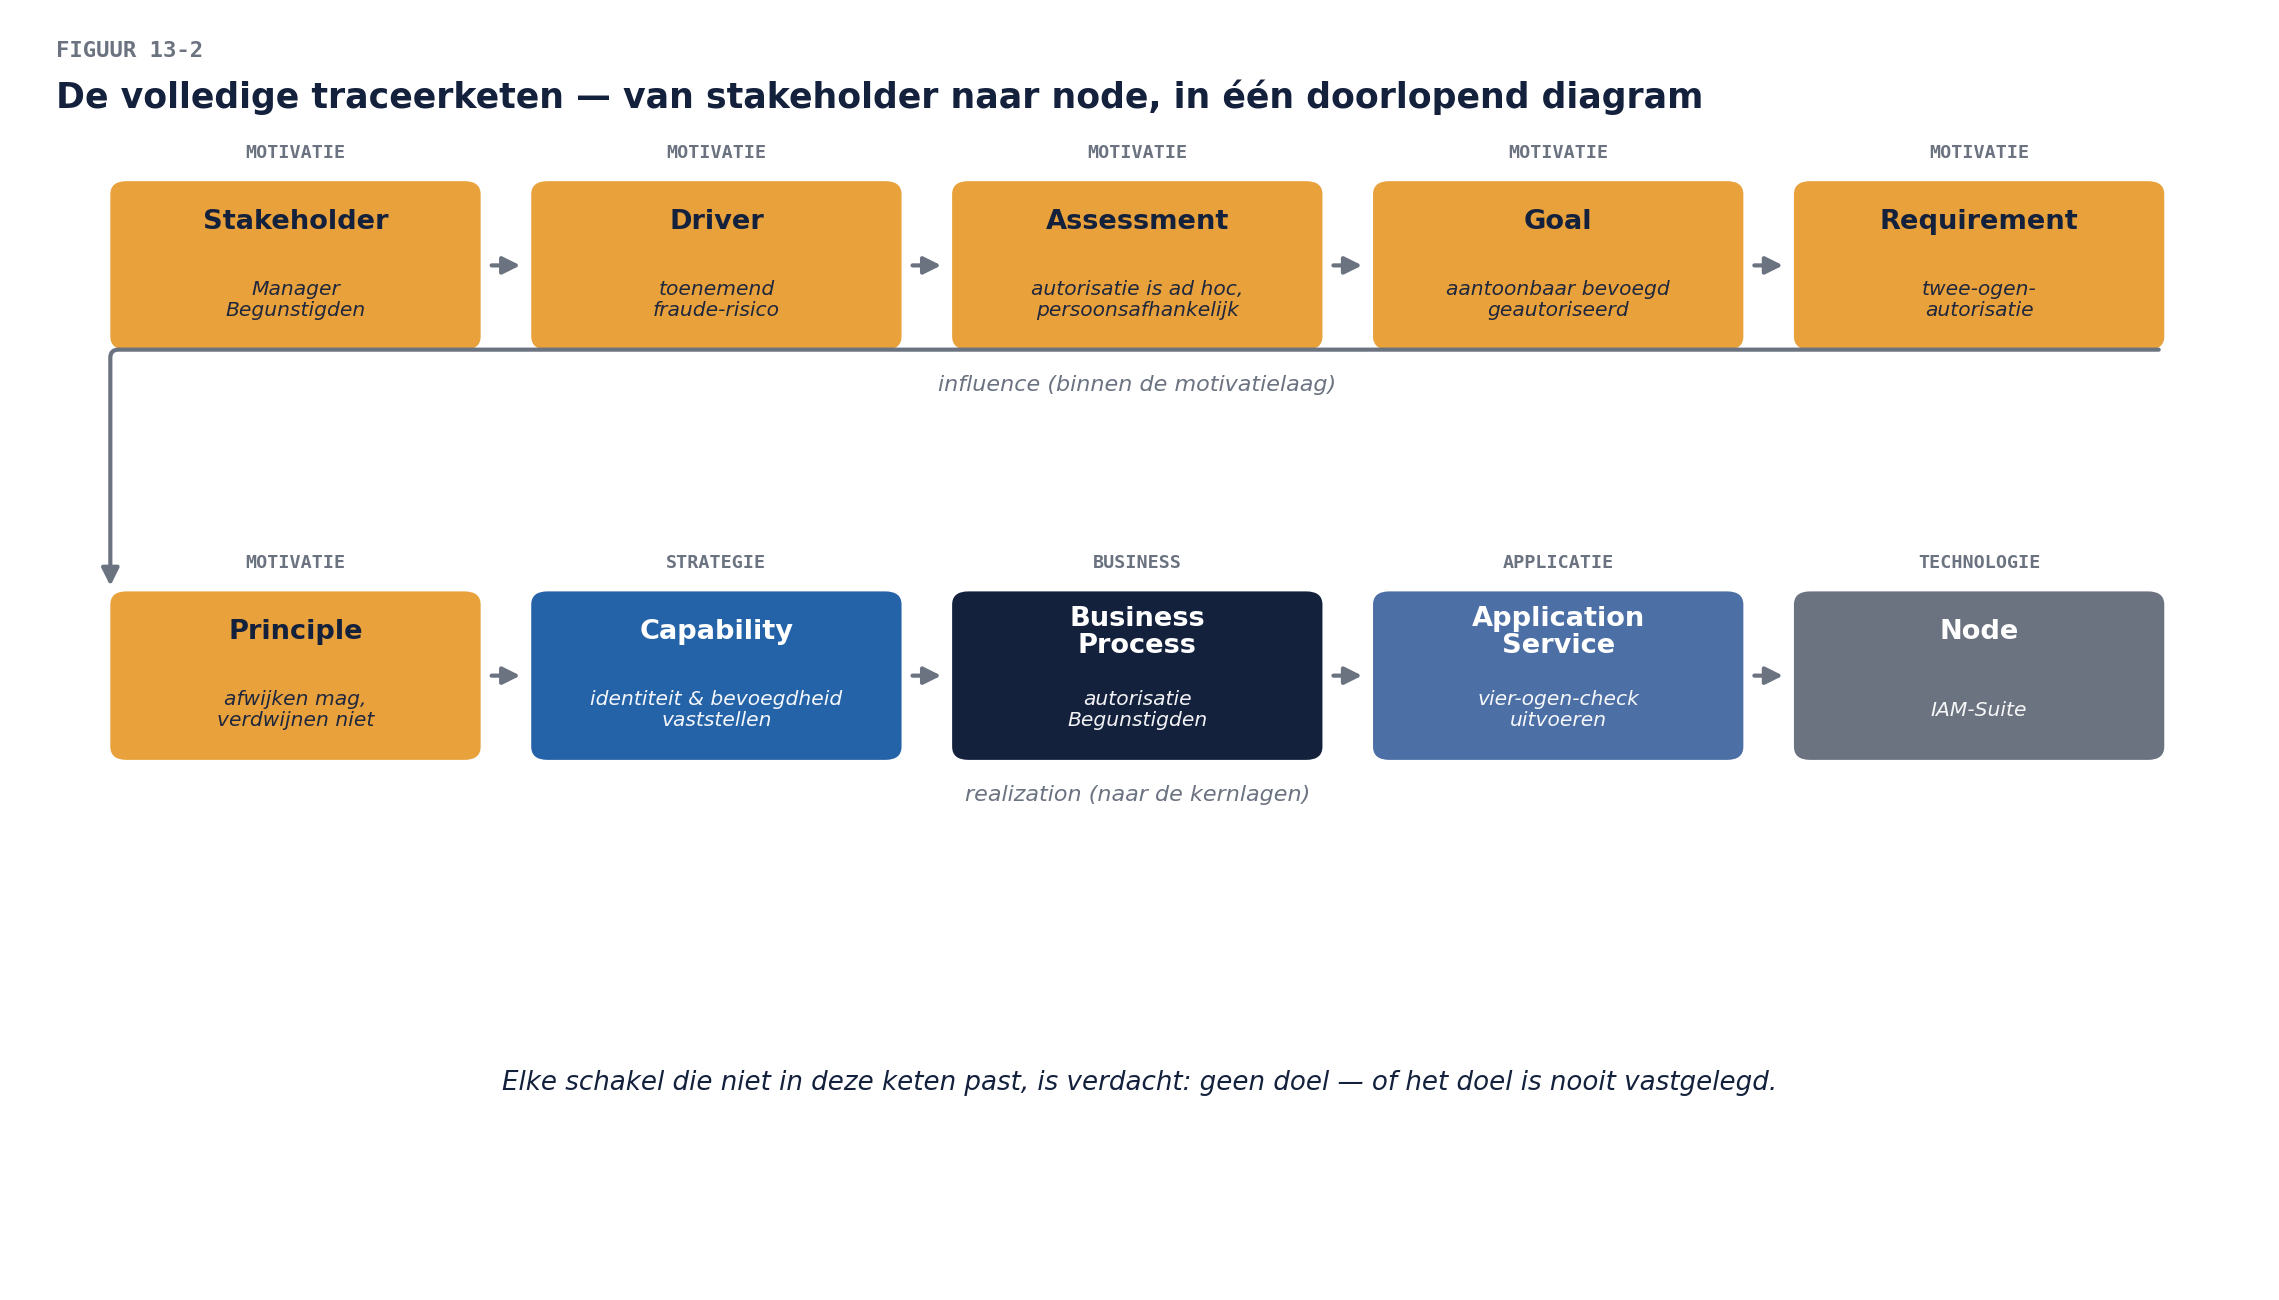 FIGUUR 13-2
De volledige traceerketen — van stakeholder naar node, in één doorlopend diagram
MOTIVATIE
Stakeholder
Manager
Begunstigden
MOTIVATIE
Driver
toenemend
fraude-risico
MOTIVATIE
Assessment
autorisatie is ad hoc,
persoonsafhankelijk
MOTIVATIE
Goal
aantoonbaar bevoegd
geautoriseerd
MOTIVATIE
Requirement
twee-ogen-
autorisatie
influence (binnen de motivatielaag)
MOTIVATIE
Principle
afwijken mag,
verdwijnen niet
STRATEGIE
Capability
identiteit & bevoegdheid
vaststellen
BUSINESS
Business
Process
autorisatie
Begunstigden
APPLICATIE
Application
Service
vier-ogen-check
uitvoeren
TECHNOLOGIE
Node
IAM-Suite
realization (naar de kernlagen)
Elke schakel die niet in deze keten past, is verdacht: geen doel — of het doel is nooit vastgelegd.